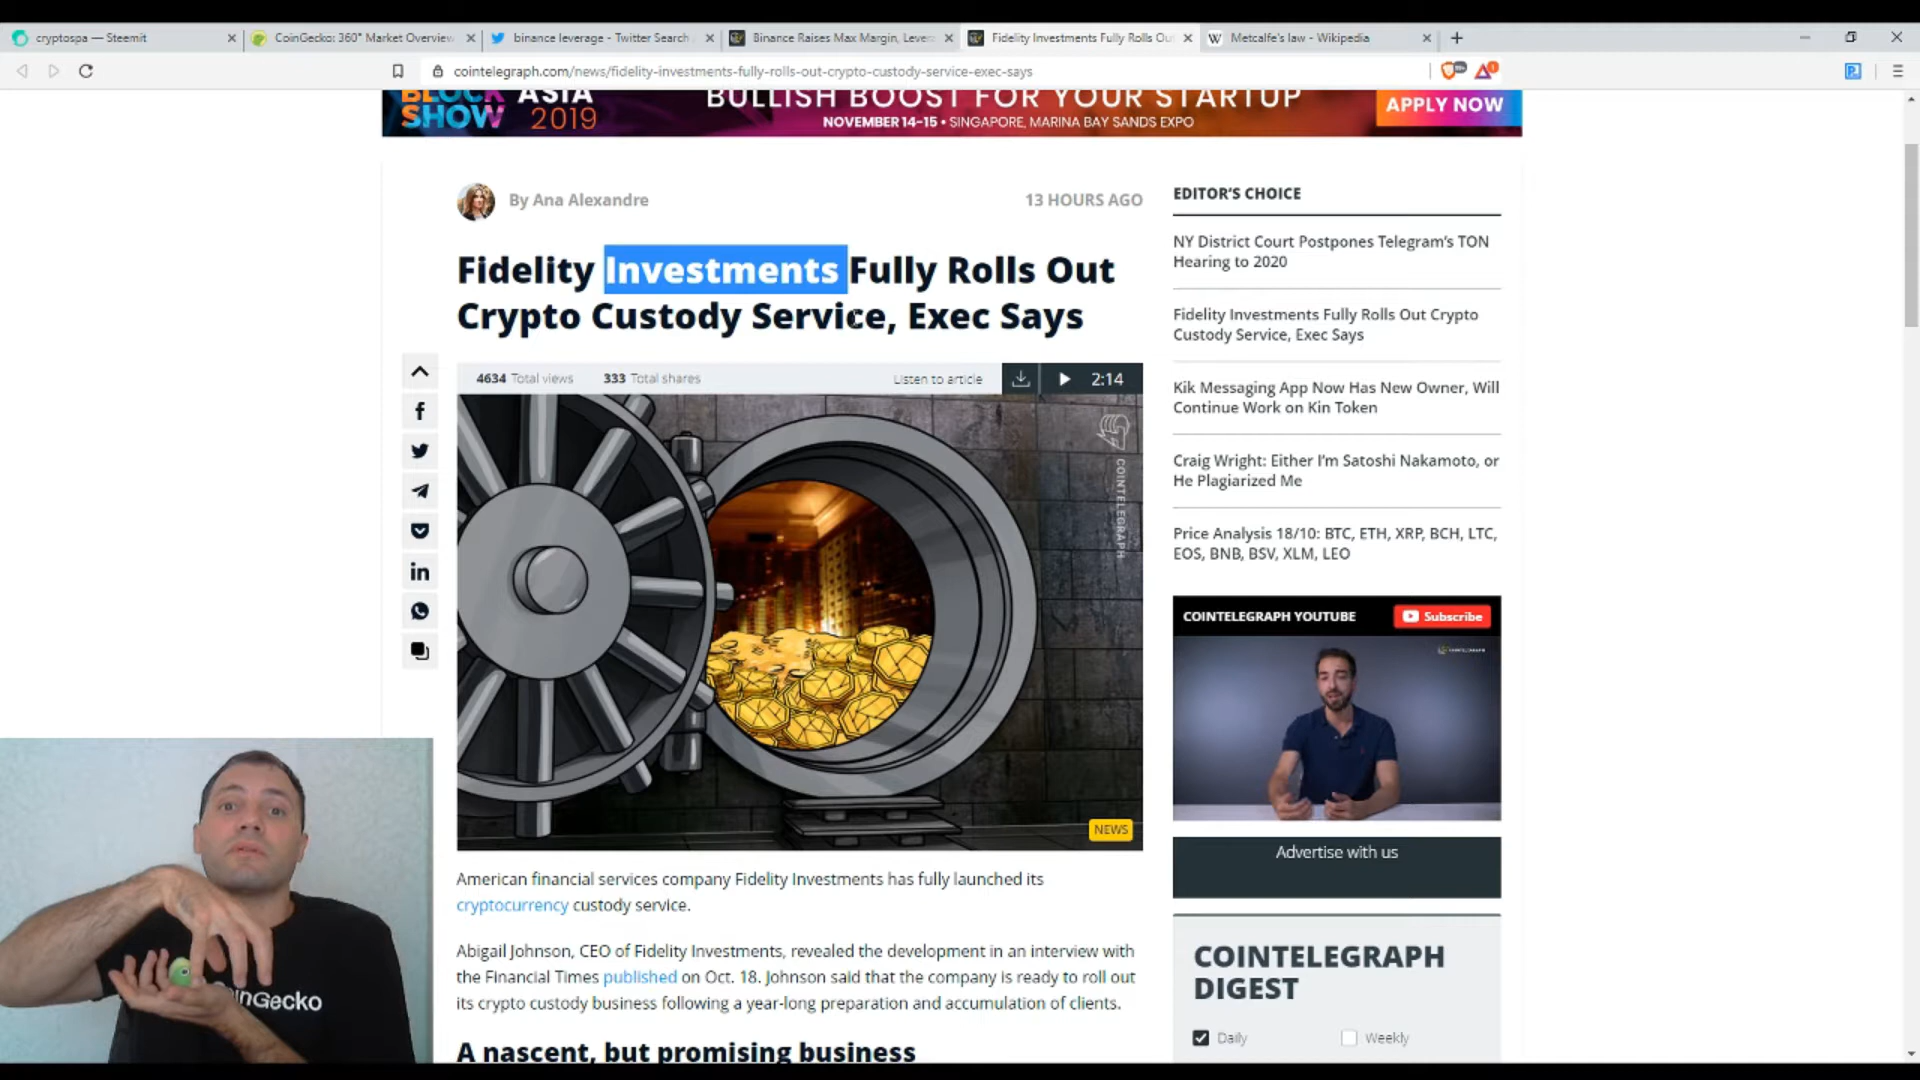 cryptospa — Steemit
CoinGecko: 360° Market Overview
binance leverage - Twitter Search
Binance Raises Max Margin, Lever
Fidelity Investments Fully Rolls Ou
Metcalfe's law - Wikipedia
cointelegraph.com/news/fidelity-investments-fully-rolls-out-crypto-custody-service-exec-says
BLOCK
SHOW
ASIA
2019
BULLISH BOOST FOR YOUR STARTUP
NOVEMBER 14-15 • SINGAPORE, MARINA BAY SANDS EXPO
APPLY NOW
By Ana Alexandre
13 HOURS AGO
Fidelity Investments Fully Rolls Out
Crypto Custody Service, Exec Says
4634 Total views
333 Total shares
Listen to article
2:14
COINTELEGRAPH
NEWS
American financial services company Fidelity Investments has fully launched its
cryptocurrency custody service.
Abigail Johnson, CEO of Fidelity Investments, revealed the development in an interview with
the Financial Times published on Oct. 18. Johnson said that the company is ready to roll out
its crypto custody business following a year-long preparation and accumulation of clients.
A nascent, but promising business
EDITOR'S CHOICE
NY District Court Postpones Telegram's TON
Hearing to 2020
Fidelity Investments Fully Rolls Out Crypto
Custody Service, Exec Says
Kik Messaging App Now Has New Owner, Will
Continue Work on Kin Token
Craig Wright: Either I'm Satoshi Nakamoto, or
He Plagiarized Me
Price Analysis 18/10: BTC, ETH, XRP, BCH, LTC,
EOS, BNB, BSV, XLM, LEO
COINTELEGRAPH YOUTUBE
Subscribe
Advertise with us
COINTELEGRAPH
DIGEST
Daily
Weekly
inGecko